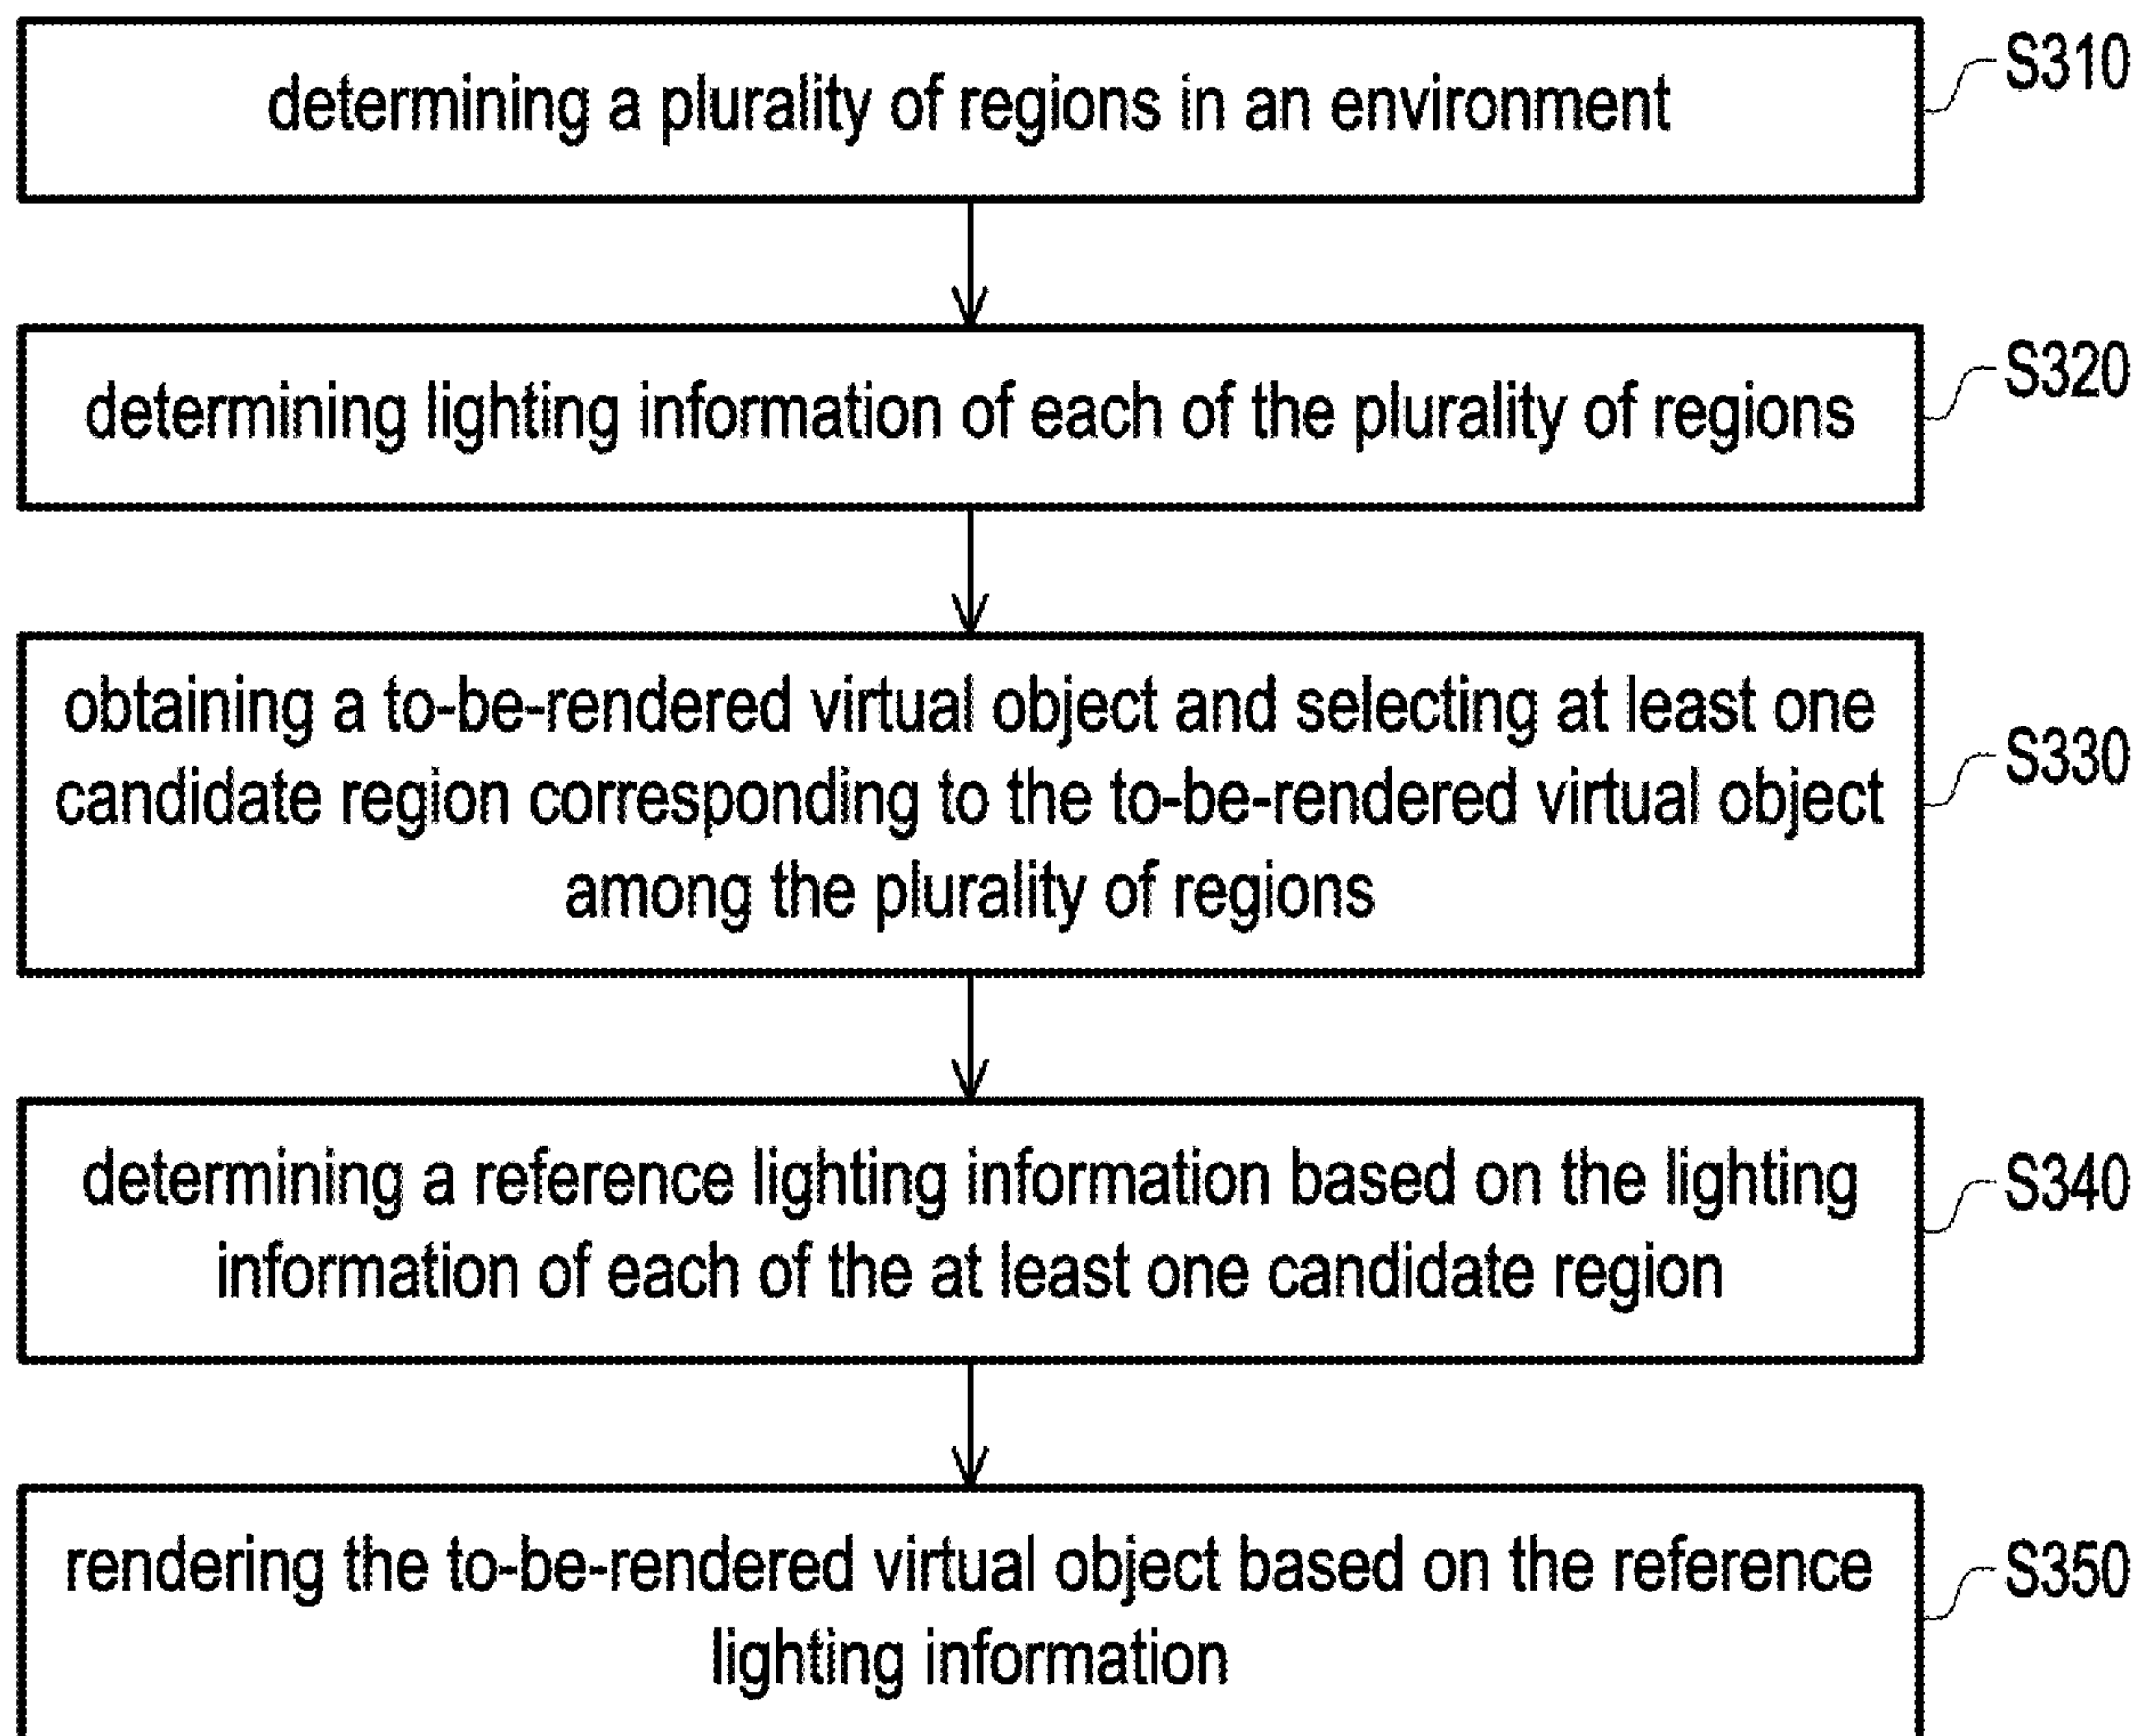 determining a plurality of regions in an environment
S310
determining lighting information of each of the plurality of regions
S320
obtaining a to-be-rendered virtual object and selecting at least one
candidate region corresponding to the to-be-rendered virtual object
among the plurality of regions
S330
determining a reference lighting information based on the lighting
information of each of the at least one candidate region
S340
rendering the to-be-rendered virtual object based on the reference
lighting information
S350